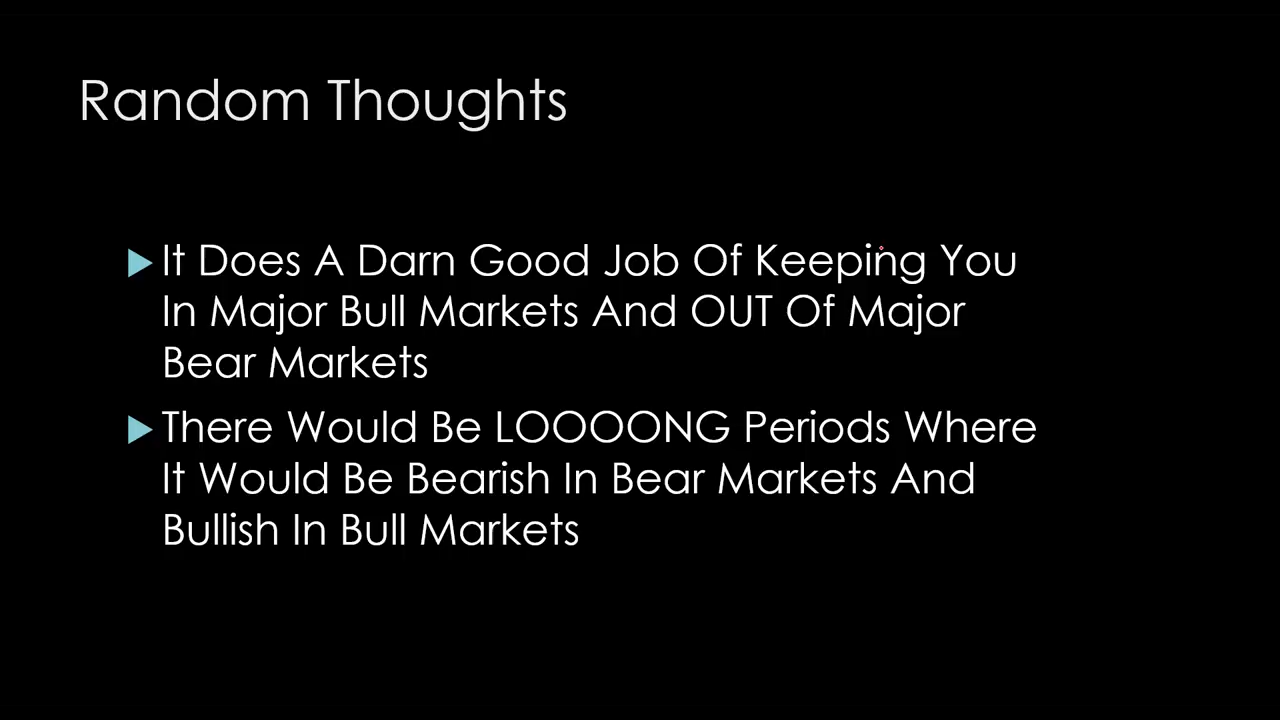 Random Thoughts
It Does A Darn Good Job Of Keeping You
In Major Bull Markets And OUT Of Major
Bear Markets
There Would Be LOOOONG Periods Where
It Would Be Bearish In Bear Markets And
Bullish In Bull Markets